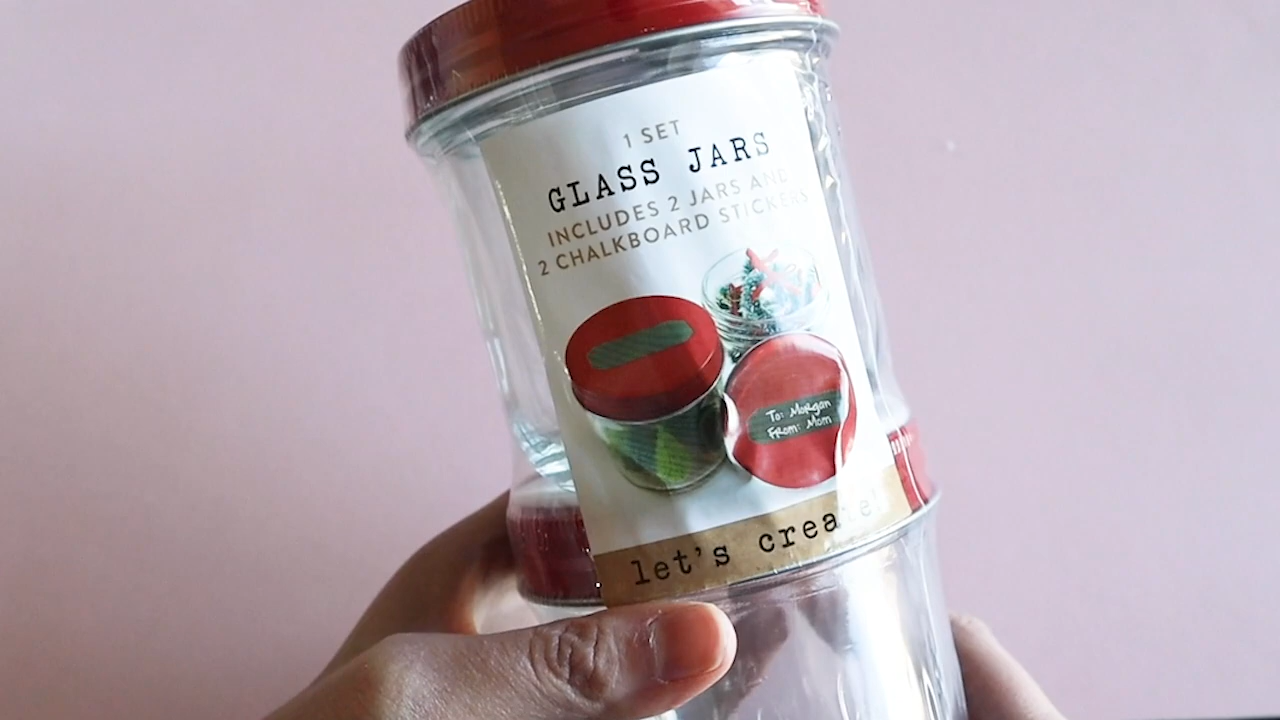 1 SET
GLASS JARS
INCLUDES 2 JARS AND
2 CHALKBOARD STICKERS
To: Morgan
From: Mom
let's create!